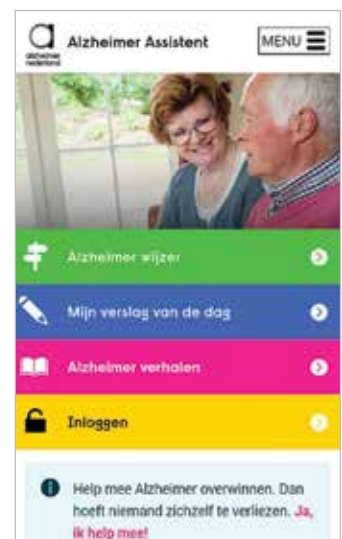 Alzheimer Assistent
MENU
alzheimer
nederland
Alzheimer wijzer
Mijn verslag van de dag
Alzheimer verhalen
Inloggen
Help mee Alzheimer overwinnen. Dan
hoeft niemand zichzelf te verliezen. Ja,
ik help mee!